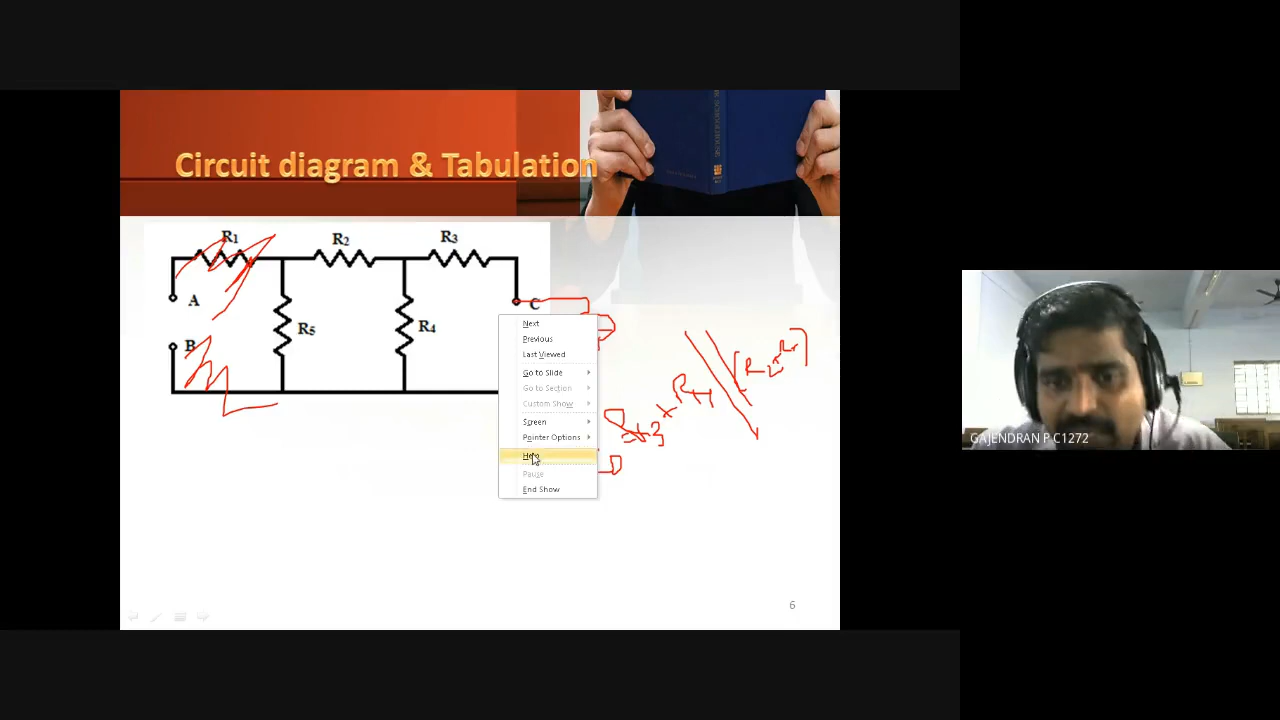 Circuit diagram & Tabulation
R1
R2
R3
A
C
R5
R4
B
Next
Previous
Last Viewed
Go to Slide
Go to Section
Custom Show
Screen
Pointer Options
Help
Pause
End Show
GAJENDRAN P C1272
6